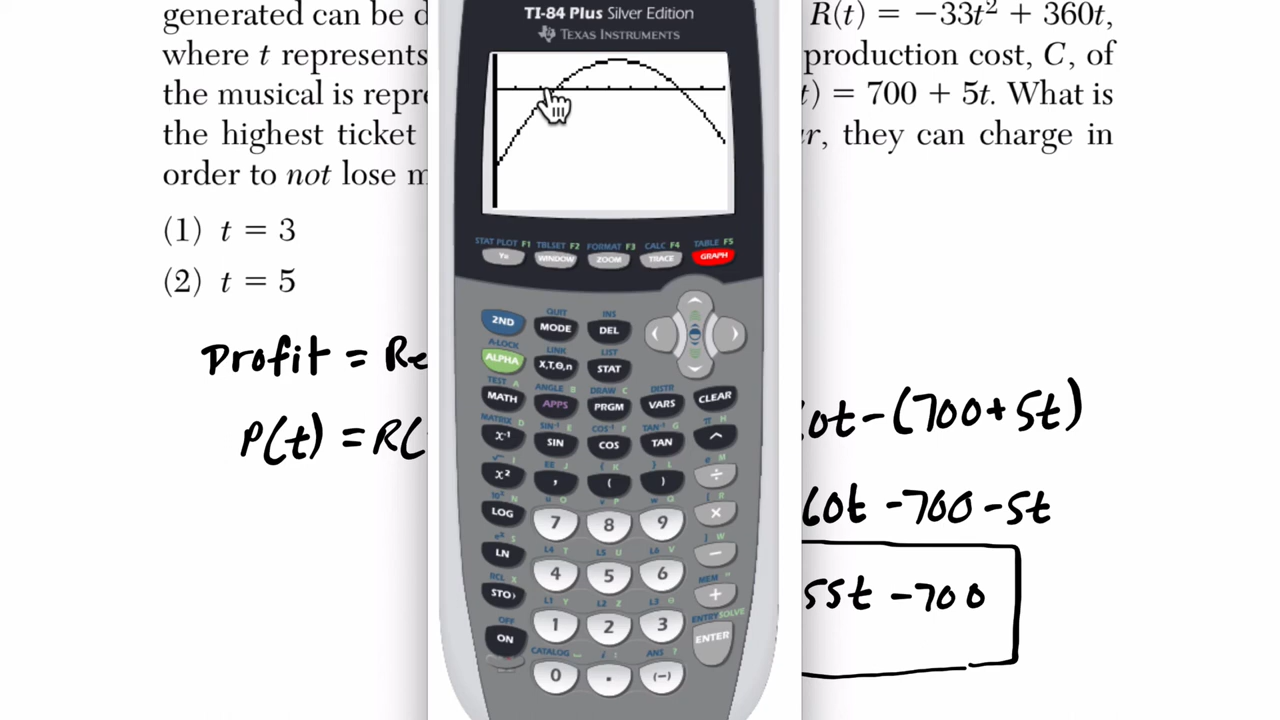 generated can be d
TI-84 Plus Silver Edition
R(t) = −33t² + 360t,
TEXAS INSTRUMENTS
where t represents
production cost, C, of
the musical is repre
t) = 700 + 5t. What is
the highest ticket
r, they can charge in
order to not lose m
(1) t = 3
(2) t = 5
Profit = Re
P(t) = R(
0t - (700 + 5t)
60t - 700 - 5t
55t - 700
STAT PLOT F1 TBLSET F2 FORMAT F3 CALC F4 TABLE F5
Y= WINDOW ZOOM TRACE GRAPH
QUIT INS
2ND MODE DEL
A-LOCK LINK LIST
ALPHA X,T,Θ,n STAT
TEST A ANGLE B DRAW C DISTR
MATH APPS PRGM VARS CLEAR
MATRIX D SIN⁻¹ E COS⁻¹ F TAN⁻¹ G π H
x⁻¹ SIN COS TAN ^
√ I EE J { K } L e M
x² , ( ) ÷
10ˣ N u O v P w Q [ R
LOG 7 8 9 ×
eˣ S L4 T L5 U L6 V ] W
LN 4 5 6 −
RCL X L1 Y L2 Z L3 θ MEM "
STO› 1 2 3 +
OFF CATALOG i : ANS ? ENTRY SOLVE
ON 0 . (−) ENTER